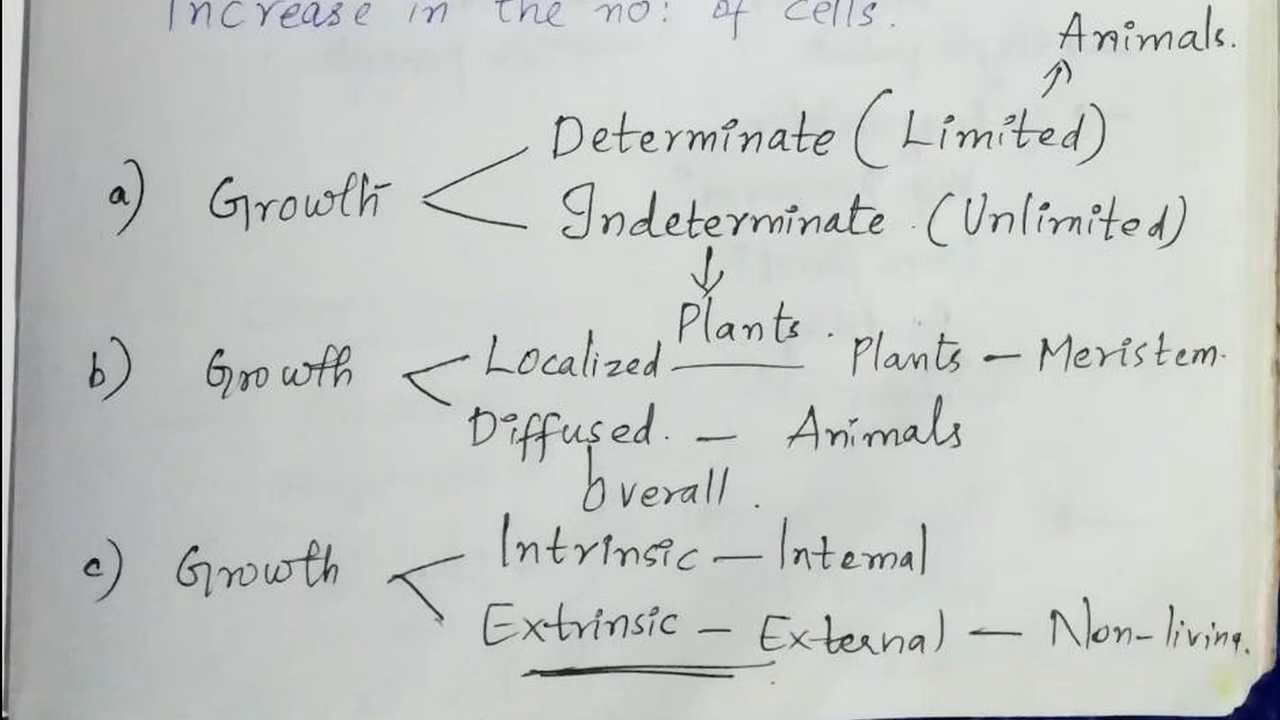 Increase in the no: of cells.
Animals.
↑
a) Growth < Determinate (Limited)
Indeterminate (Unlimited)
↓
Plants.
b) Growth < Localized — Plants – Meristem.
Diffused. – Animals
Overall.
c) Growth < Intrinsic – Internal
Extrinsic – External – Non-living.